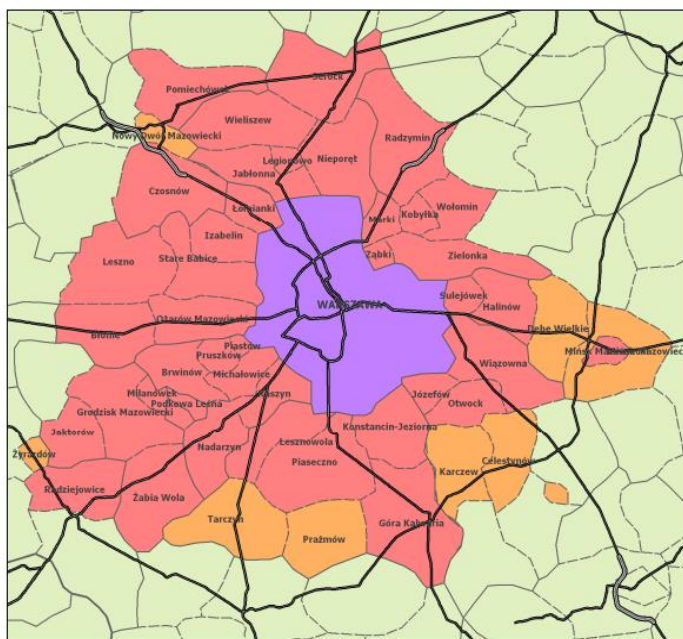 Serock
Pomiechówek
Wieliszew
Nowy Dwór Mazowiecki
Radzymin
Legionowo
Nieporęt
Jabłonna
Czosnów
Łomianki
Wołomin
Kobyłka
Marki
Izabelin
Ząbki
Zielonka
Leszno
Stare Babice
Sulejówek
WARSZAWA
Halinów
Ożarów Mazowiecki
Dębe Wielkie
Błonie
Piastów
Pruszków
Wiązowna
Michałowice
Brwinów
Józefów
Milanówek
Raszyn
Otwock
Podkowa Leśna
Grodzisk Mazowiecki
Konstancin-Jeziorna
Jaktorów
Lesznowola
Nadarzyn
Żyrardów
Piaseczno
Celestynów
Karczew
Radziejowice
Żabia Wola
Tarczyn
Góra Kalwaria
Prażmów